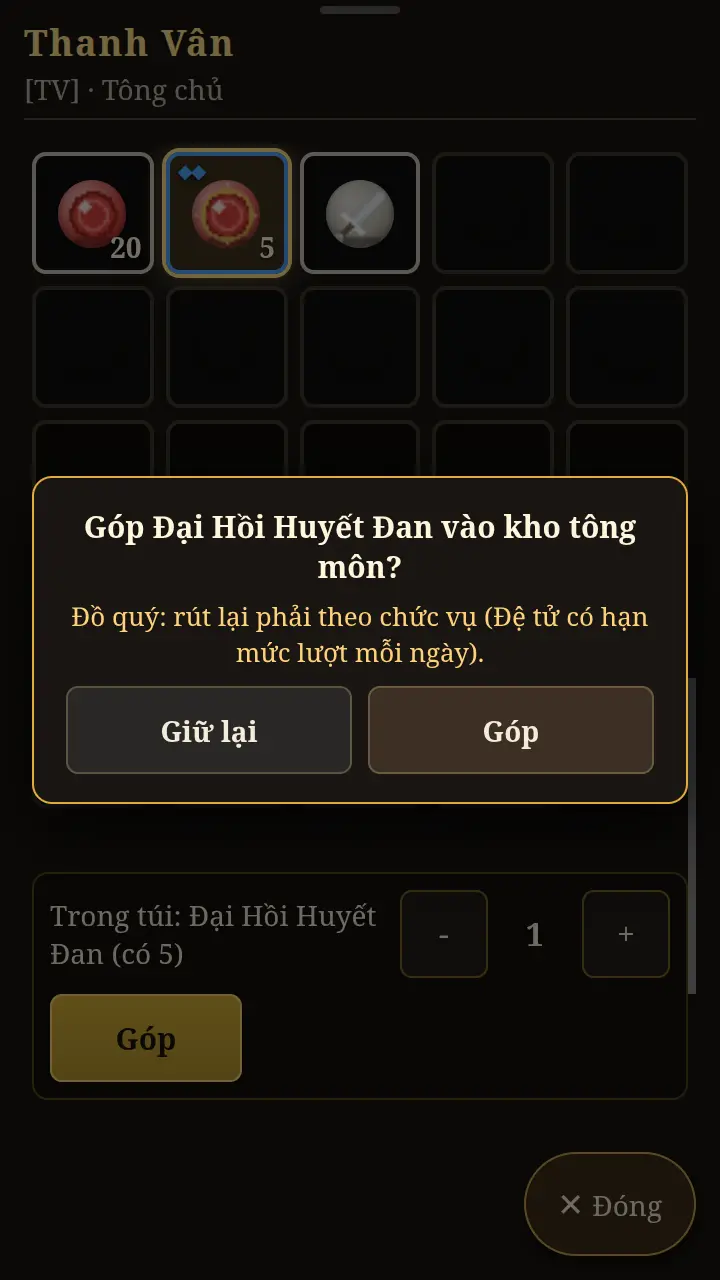 Thanh Vân
[TV] · Tông chủ
20
5
Góp Đại Hồi Huyết Đan vào kho tông
môn?
Đồ quý: rút lại phải theo chức vụ (Đệ tử có hạn
mức lượt mỗi ngày).
Giữ lại
Góp
Trong túi: Đại Hồi Huyết
Đan (có 5)
-
1
+
Góp
✕ Đóng